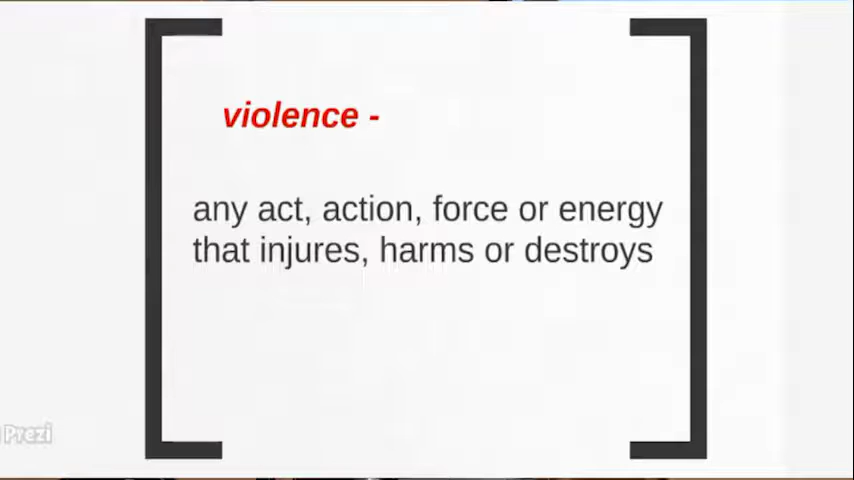 violence -
any act, action, force or energy
that injures, harms or destroys
Prezi